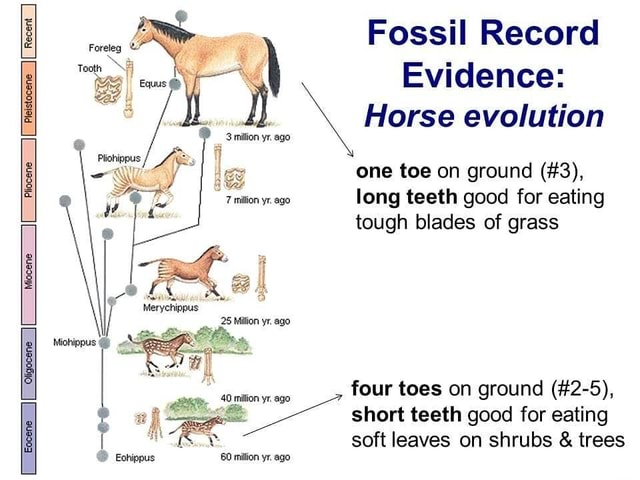 Fossil Record
Evidence:
Horse evolution
Recent
Pleistocene
Pliocene
Miocene
Oligocene
Eocene
Foreleg
Tooth
Equus
3 million yr. ago
Pliohippus
7 million yr. ago
Merychippus
25 Million yr. ago
Miohippus
40 million yr. ago
Eohippus
60 million yr. ago
one toe on ground (#3),
long teeth good for eating
tough blades of grass
four toes on ground (#2-5),
short teeth good for eating
soft leaves on shrubs & trees